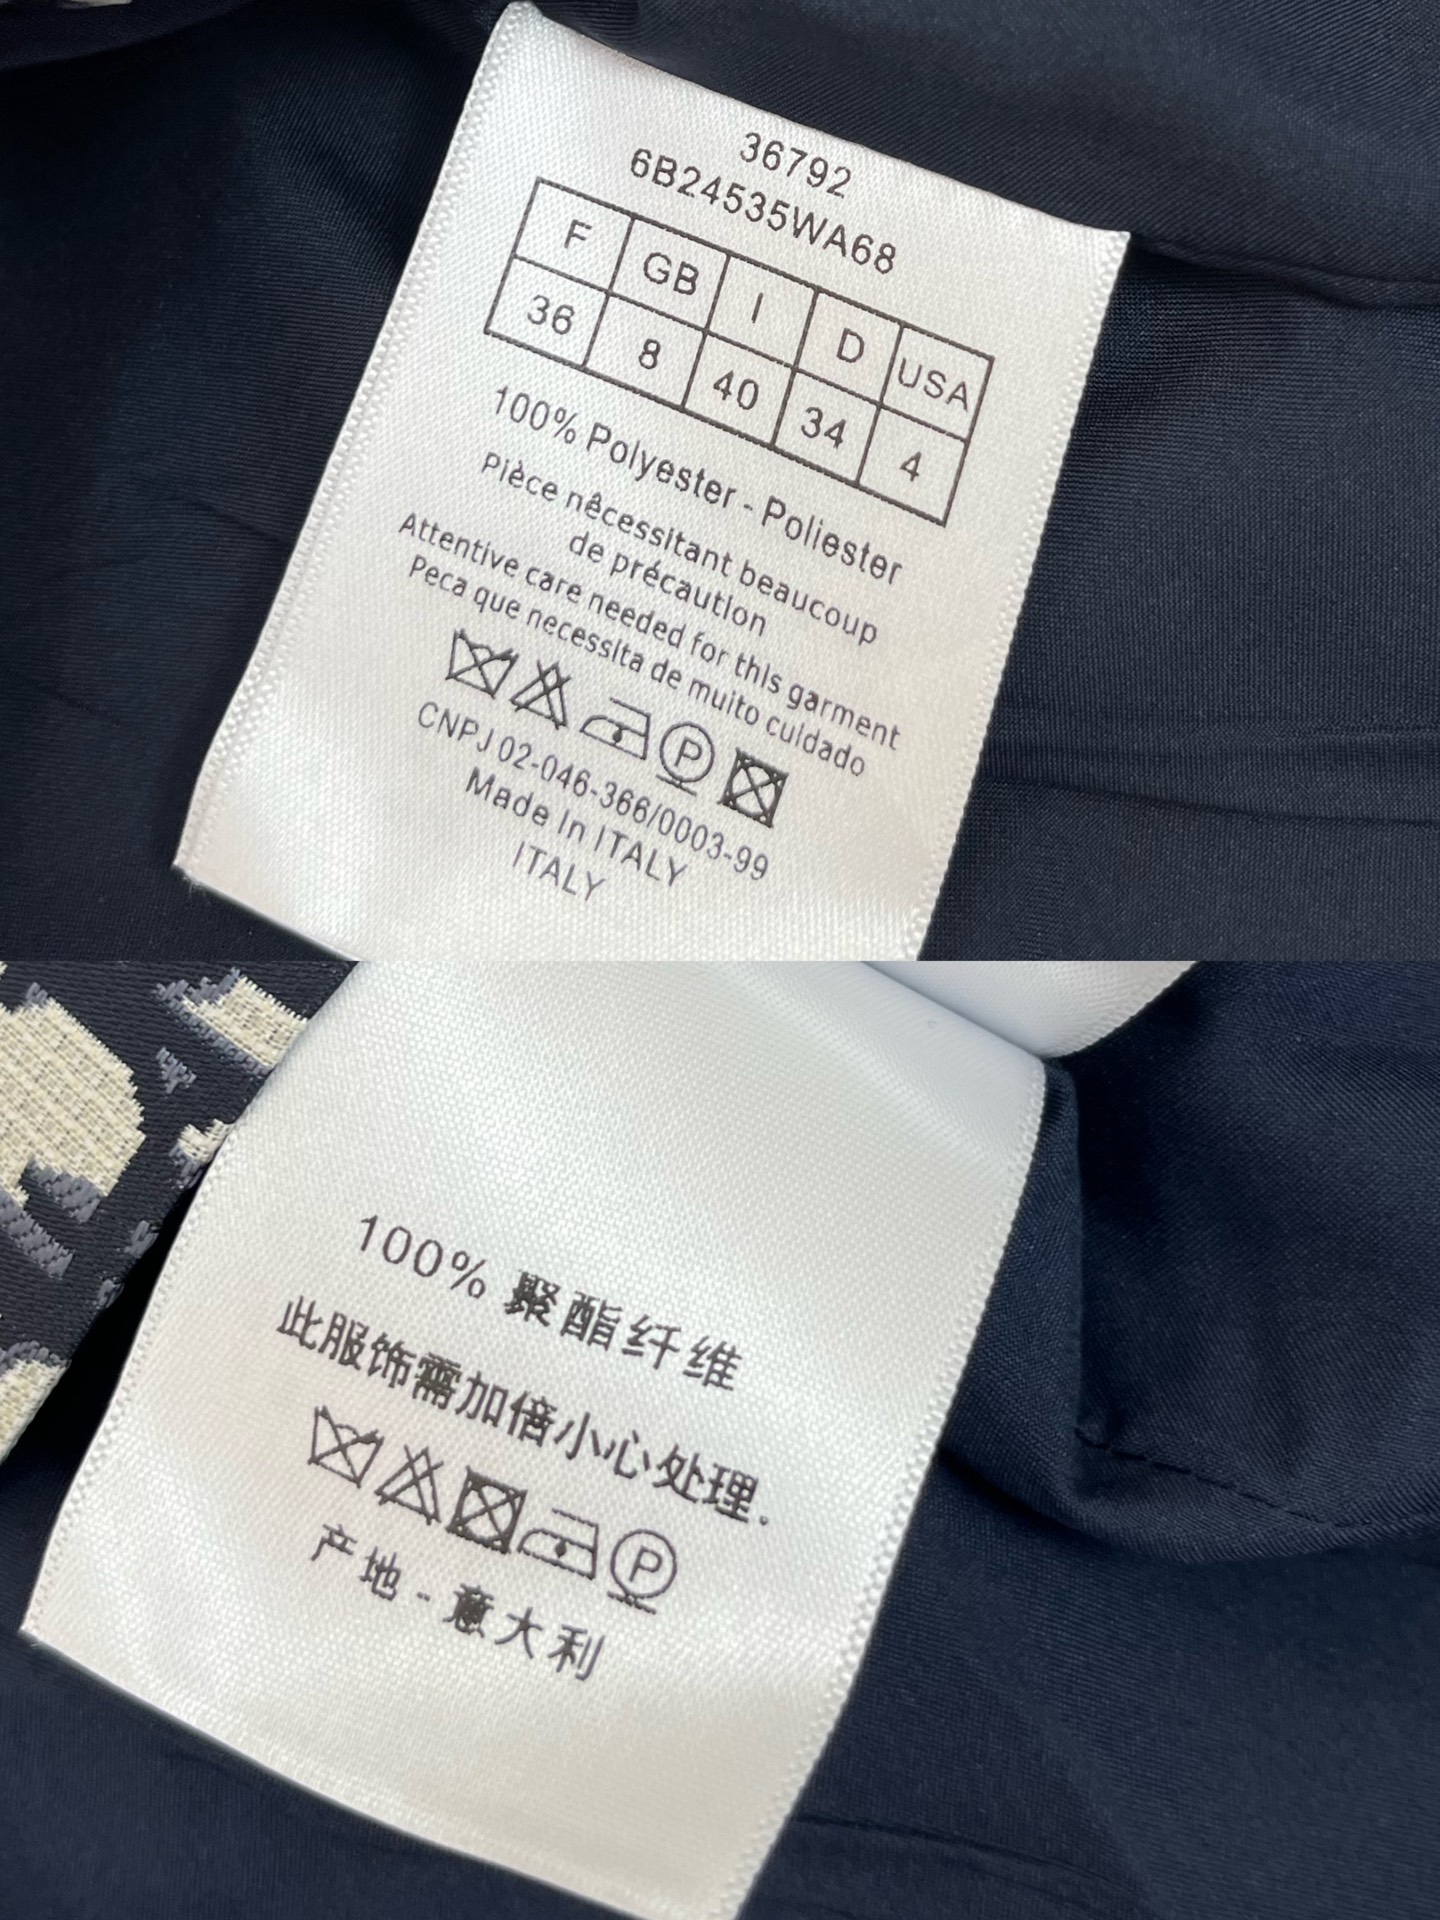 36792
6B24535WA68
F GB I D USA
36 8 40 34 4
100% Polyester - Poliester
Pièce nêcessitant beaucoup
de précautlon
Attentive care needed for this garment
Peca que necessita de muito cuidado
P
CNPJ 02-046-366/0003-99
Made In ITALY
ITALY
100% 聚酯纤维
此服饰需加倍小心处理.
P
产地 - 意大利